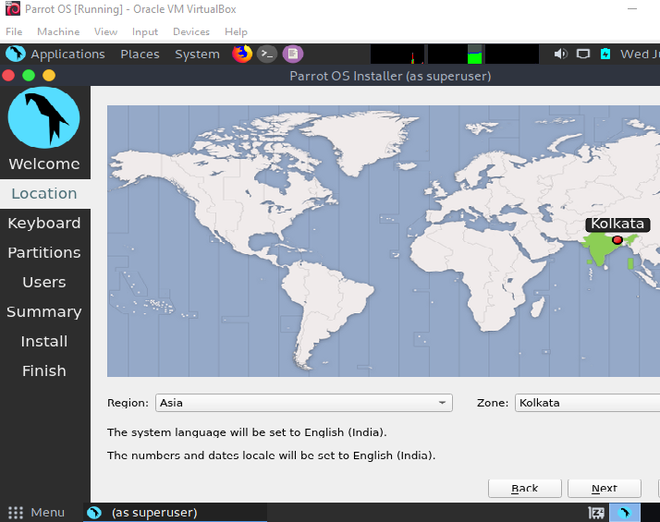 Parrot OS [Running] - Oracle VM VirtualBox
File Machine View Input Devices Help
Applications Places System Wed
Parrot OS Installer (as superuser)
Welcome
Location
Keyboard
Partitions
Users
Summary
Install
Finish
Kolkata
Region: Asia Zone: Kolkata
The system language will be set to English (India).
The numbers and dates locale will be set to English (India).
Back Next
Menu (as superuser)